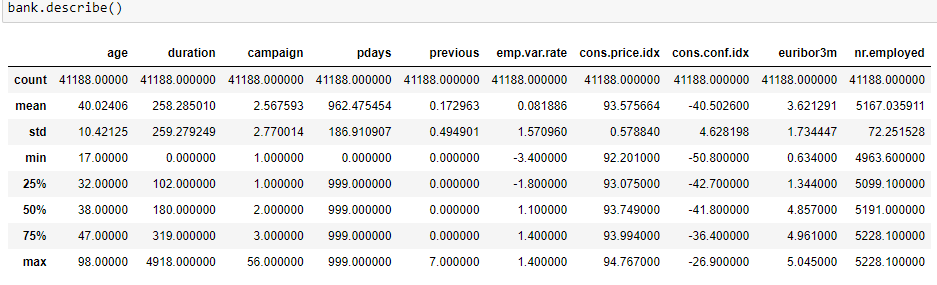 bank.describe()
age duration campaign pdays previous emp.var.rate cons.price.idx cons.conf.idx euribor3m nr.employed
count 41188.00000 41188.000000 41188.000000 41188.000000 41188.000000 41188.000000 41188.000000 41188.000000 41188.000000 41188.000000
mean 40.02406 258.285010 2.567593 962.475454 0.172963 0.081886 93.575664 -40.502600 3.621291 5167.035911
std 10.42125 259.279249 2.770014 186.910907 0.494901 1.570960 0.578840 4.628198 1.734447 72.251528
min 17.00000 0.000000 1.000000 0.000000 0.000000 -3.400000 92.201000 -50.800000 0.634000 4963.600000
25% 32.00000 102.000000 1.000000 999.000000 0.000000 -1.800000 93.075000 -42.700000 1.344000 5099.100000
50% 38.00000 180.000000 2.000000 999.000000 0.000000 1.100000 93.749000 -41.800000 4.857000 5191.000000
75% 47.00000 319.000000 3.000000 999.000000 0.000000 1.400000 93.994000 -36.400000 4.961000 5228.100000
max 98.00000 4918.000000 56.000000 999.000000 7.000000 1.400000 94.767000 -26.900000 5.045000 5228.100000